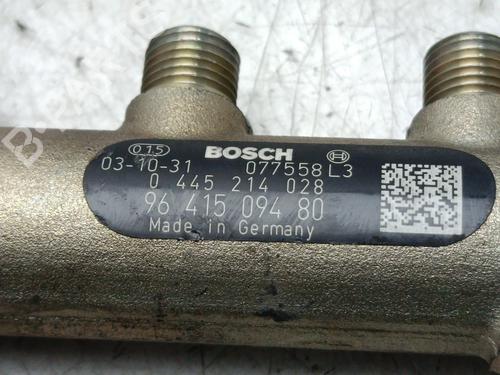 015 BOSCH
03-10-31 077558 L3
0 445 214 028
96 415 094 80
Made in Germany